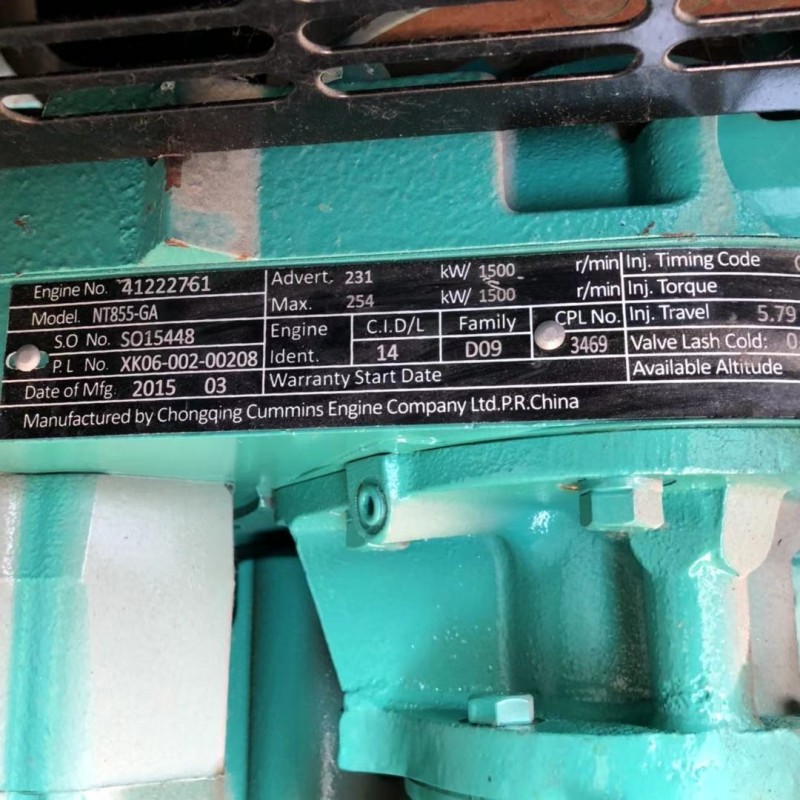 Engine No. 41222761
Model. NT855-GA
S.O No. SO15448
P.L No. XK06-002-00208
Date of Mfg. 2015 03
Advert. 231 kW/ 1500 r/min
Max. 254 kW/ 1500 r/min
Engine Ident.
C.I.D/L Family CPL No.
14 D09 3469
Warranty Start Date
Inj. Timing Code
Inj. Torque
Inj. Travel 5.79
Valve Lash Cold: 0.
Available Altitude
Manufactured by Chongqing Cummins Engine Company Ltd.P.R.China